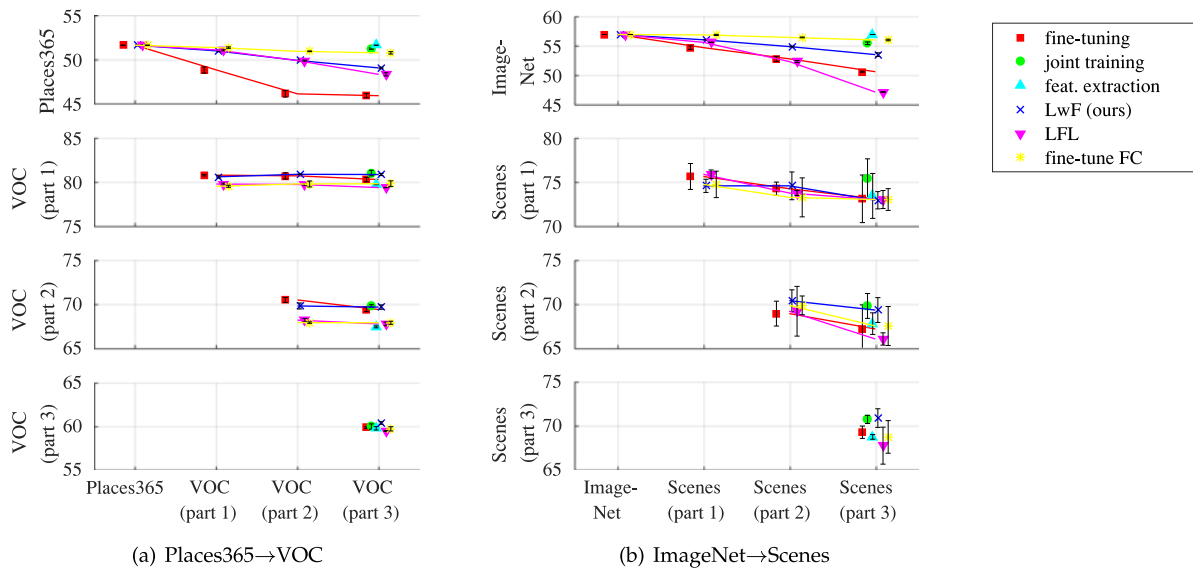 55
50
45
Places365
85
80
75
VOC
(part 1)
75
70
65
VOC
(part 2)
65
60
55
VOC
(part 3)
Places365
VOC
(part 1)
VOC
(part 2)
VOC
(part 3)
(a) Places365→VOC
60
55
50
45
Image-
Net
80
75
70
Scenes
(part 1)
75
70
65
Scenes
(part 2)
75
70
65
Scenes
(part 3)
Image-
Net
Scenes
(part 1)
Scenes
(part 2)
Scenes
(part 3)
(b) ImageNet→Scenes
fine-tuning
joint training
feat. extraction
LwF (ours)
LFL
fine-tune FC